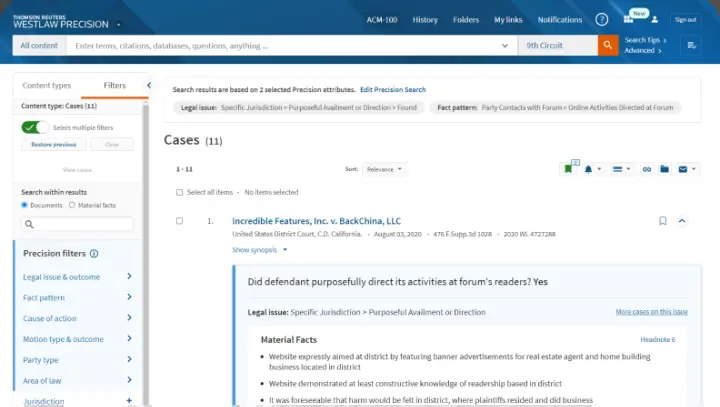 THOMSON REUTERS
WESTLAW PRECISION
ACM-100 History Folders My links Notifications ? New Sign out
All content Enter terms, citations, databases, questions, anything ... 9th Circuit Search Tips >
Advanced >
Content types Filters
Content type: Cases (11)
Select multiple filters
Restore previous Clear
View cases
Search within results
Documents Material facts
Precision filters
Legal issue & outcome
Fact pattern
Cause of action
Motion type & outcome
Party type
Area of law
Jurisdiction +
Search results are based on 2 selected Precision attributes. Edit Precision Search
Legal issue: Specific Jurisdiction > Purposeful Availment or Direction > Found Fact pattern: Party Contacts with Forum > Online Activities Directed at Forum
Cases (11)
1 - 11 Sort: Relevance
Select all items • No items selected
1. Incredible Features, Inc. v. BackChina, LLC
United States District Court, C.D. California. • August 03, 2020 • 476 F.Supp.3d 1028 • 2020 WL 4727288
Show synopsis
Did defendant purposefully direct its activities at forum's readers? Yes
Legal issue: Specific Jurisdiction > Purposeful Availment or Direction More cases on this issue
Material Facts Headnote 6
• Website expressly aimed at district by featuring banner advertisements for real estate agent and home building
business located in district
• Website demonstrated at least constructive knowledge of readership based in district
• It was foreseeable that harm would be felt in district, where plaintiffs resided and did business